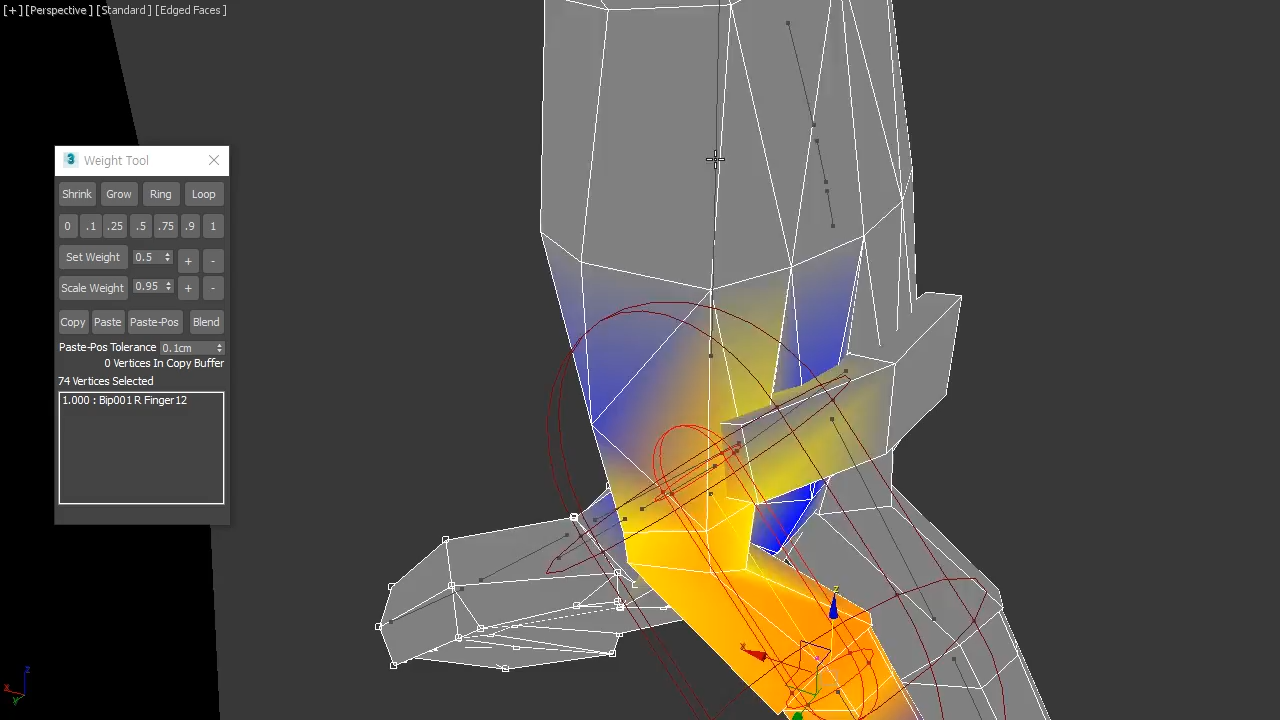 [+][Perspective][Standard][Edged Faces]
3 Weight Tool
Shrink Grow Ring Loop
0 .1 .25 .5 .75 .9 1
Set Weight 0.5 + -
Scale Weight 0.95 + -
Copy Paste Paste-Pos Blend
Paste-Pos Tolerance 0.1cm
0 Vertices In Copy Buffer
74 Vertices Selected
1.000 : Bip001 R Finger12
z
x
z
x
y